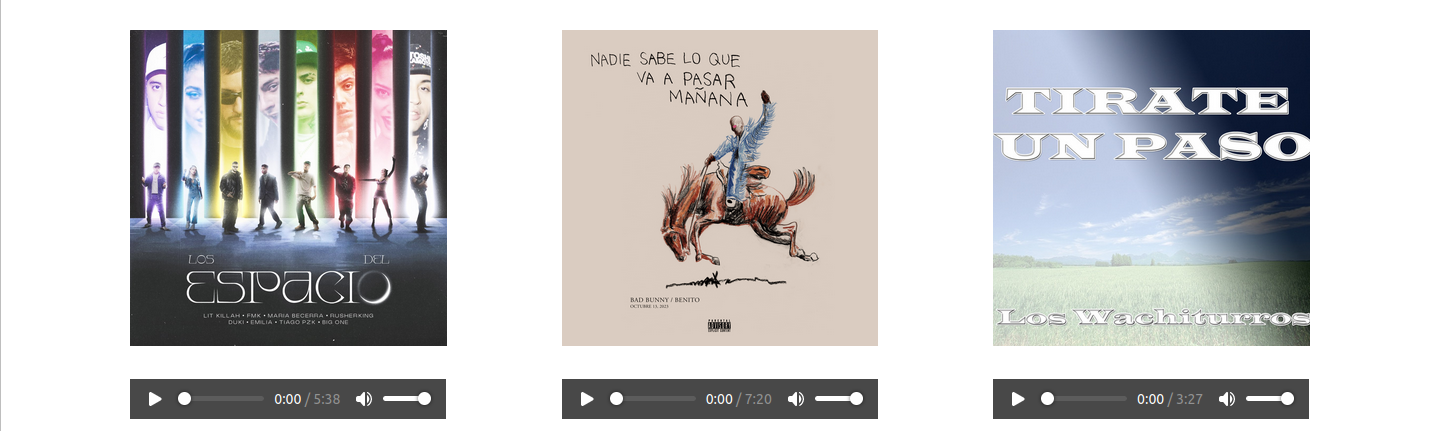 LOS DEL
ESPACIO
LIT KILLAH • FMK • MARIA BECERRA • RUSHERKING
DUKI • EMILIA • TIAGO PZK • BIG ONE
0:00 / 5:38
NADIE SABE LO QUE
VA A PASAR
MAÑANA
BAD BUNNY / BENITO
OCTUBRE 13, 2023
PARENTAL
ADVISORY
EXPLICIT CONTENT
0:00 / 7:20
TIRATE
UN PASO
Los Wachiturros
0:00 / 3:27